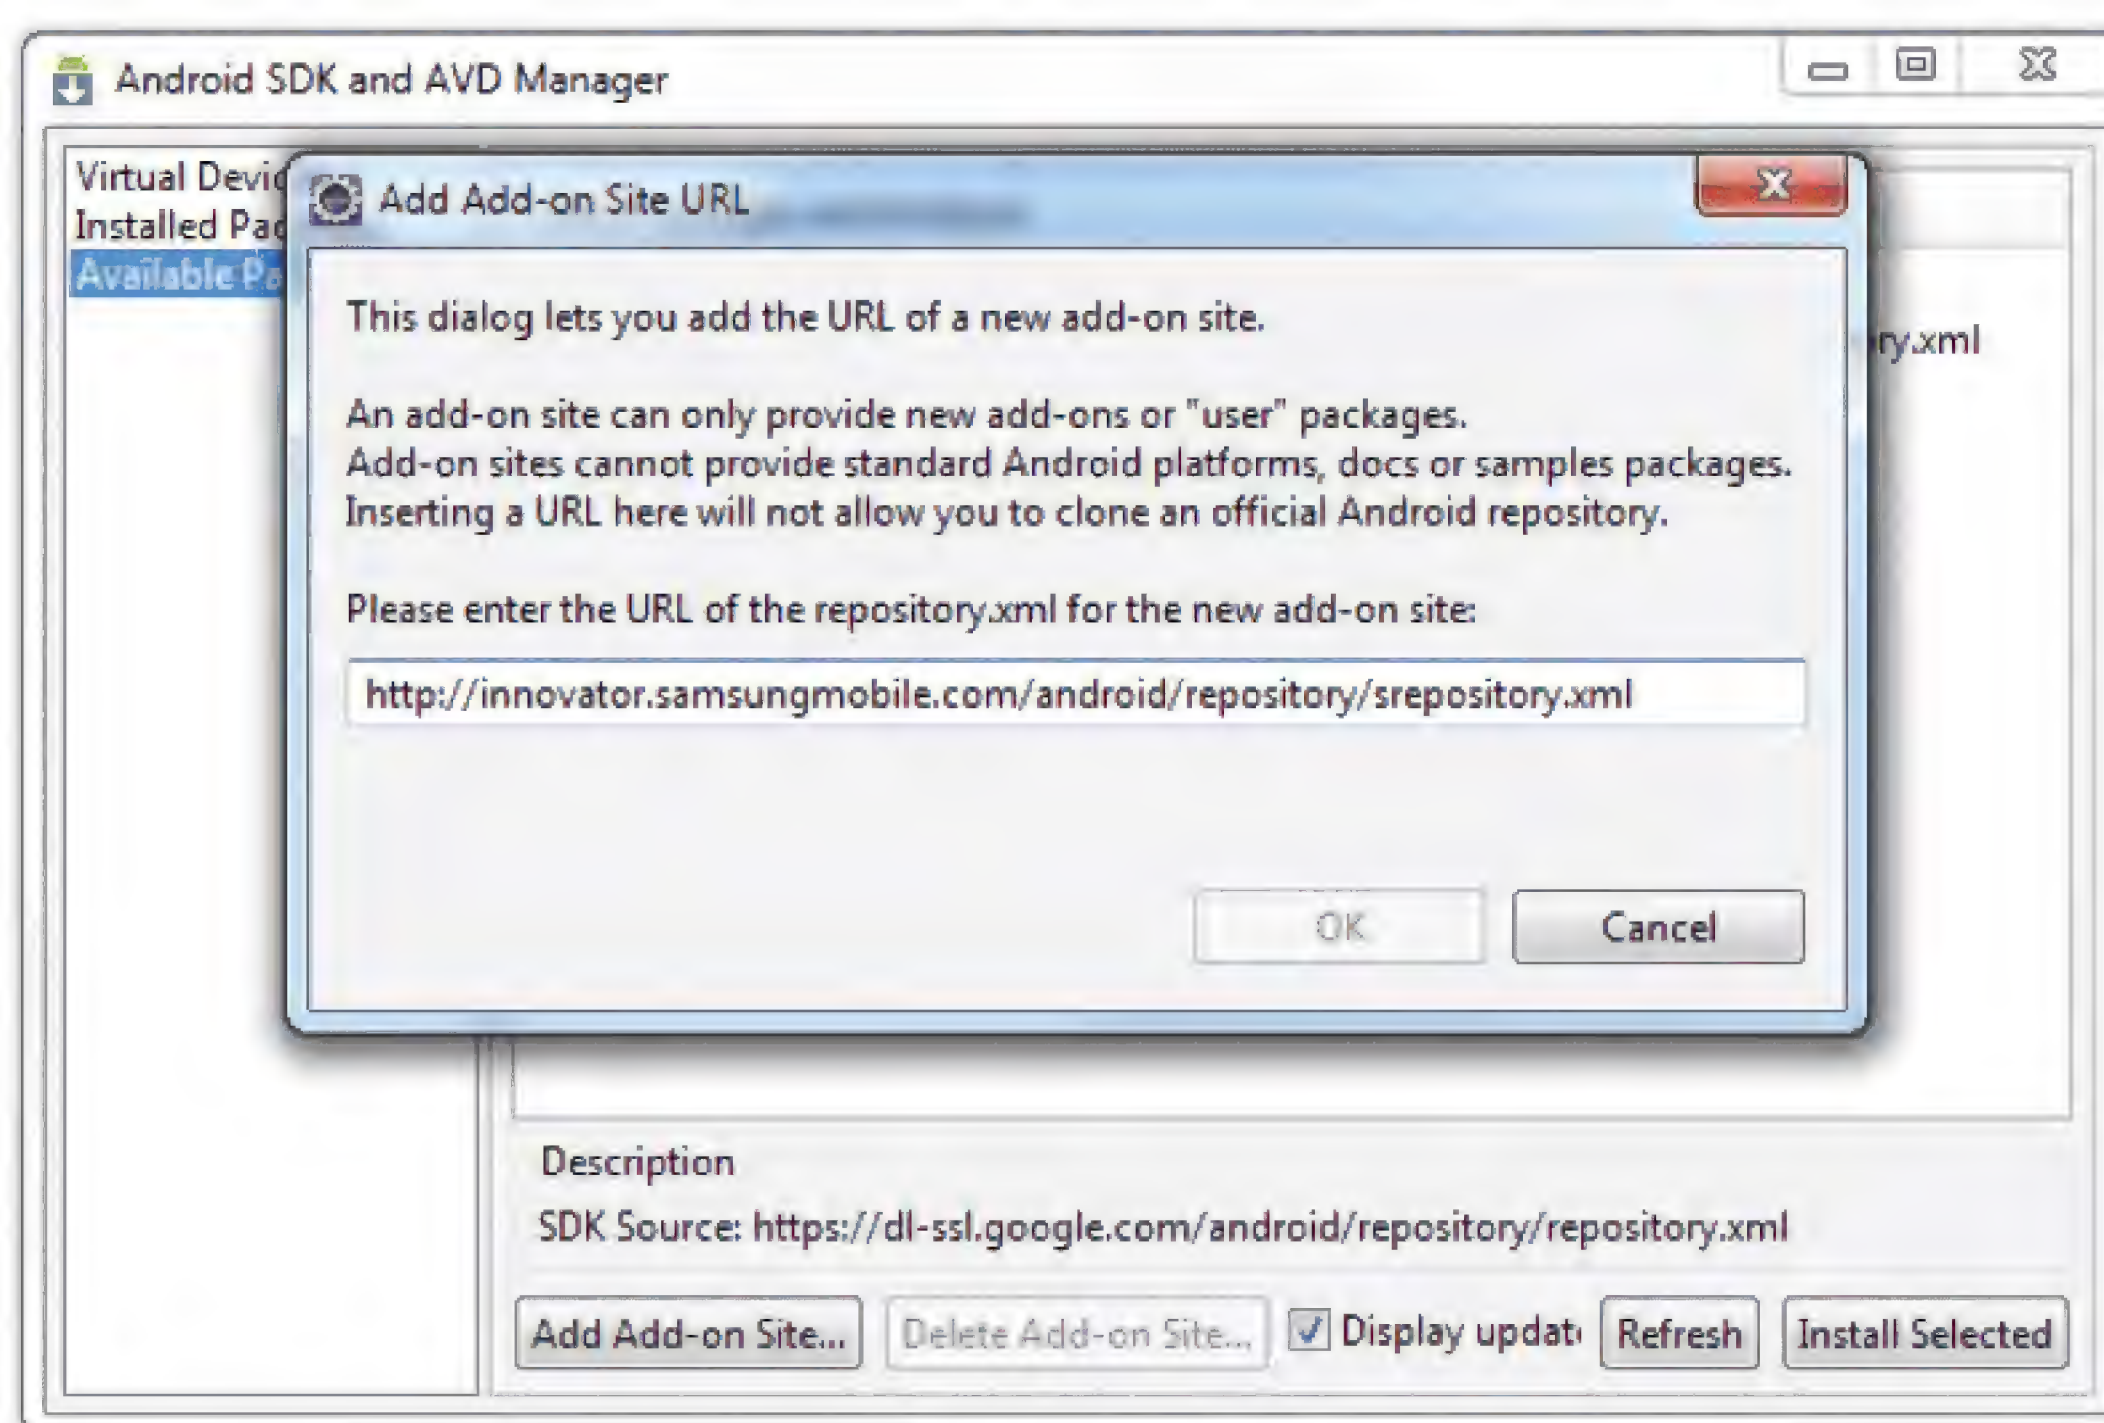 Android SDK and AVD Manager
Virtual Devic
Installed Pac
Available Pa
Add Add-on Site URL
This dialog lets you add the URL of a new add-on site.
ry.xml
An add-on site can only provide new add-ons or "user" packages.
Add-on sites cannot provide standard Android platforms, docs or samples packages.
Inserting a URL here will not allow you to clone an official Android repository.
Please enter the URL of the repository.xml for the new add-on site:
http://innovator.samsungmobile.com/android/repository/srepository.xml
OK Cancel
Description
SDK Source: https://dl-ssl.google.com/android/repository/repository.xml
Add Add-on Site... Delete Add-on Site... Display updat Refresh Install Selected